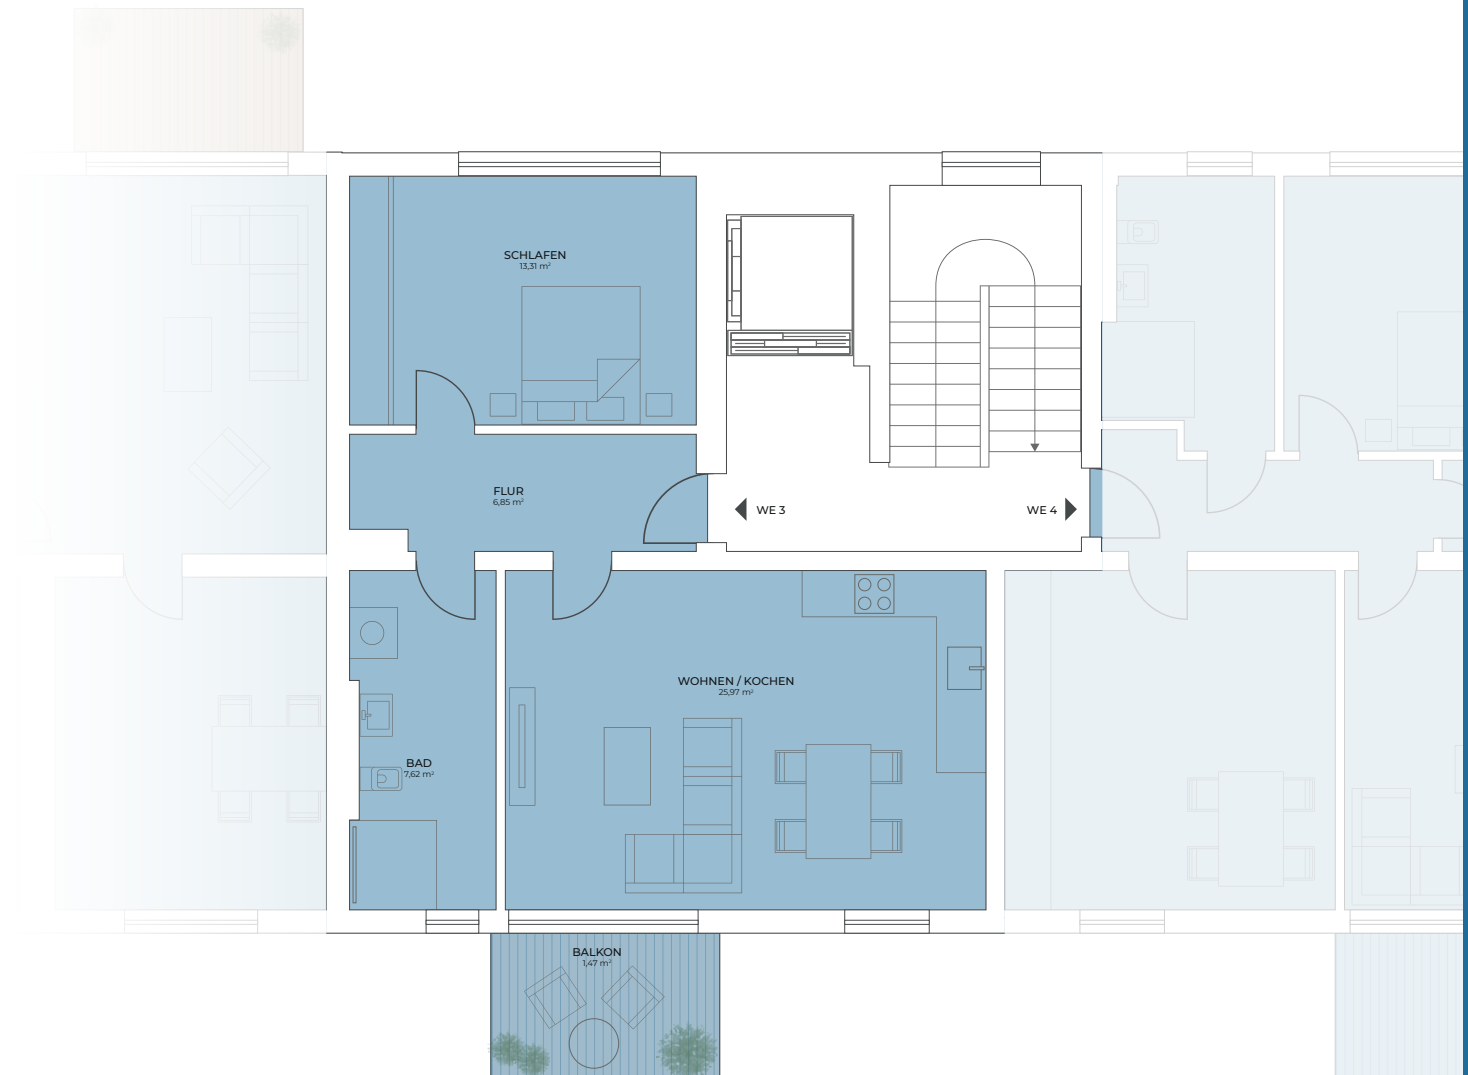 SCHLAFEN
13,31 m²
FLUR
6,85 m²
WE 3
WE 4
WOHNEN / KOCHEN
25,97 m²
BAD
7,62 m²
BALKON
1,47 m²